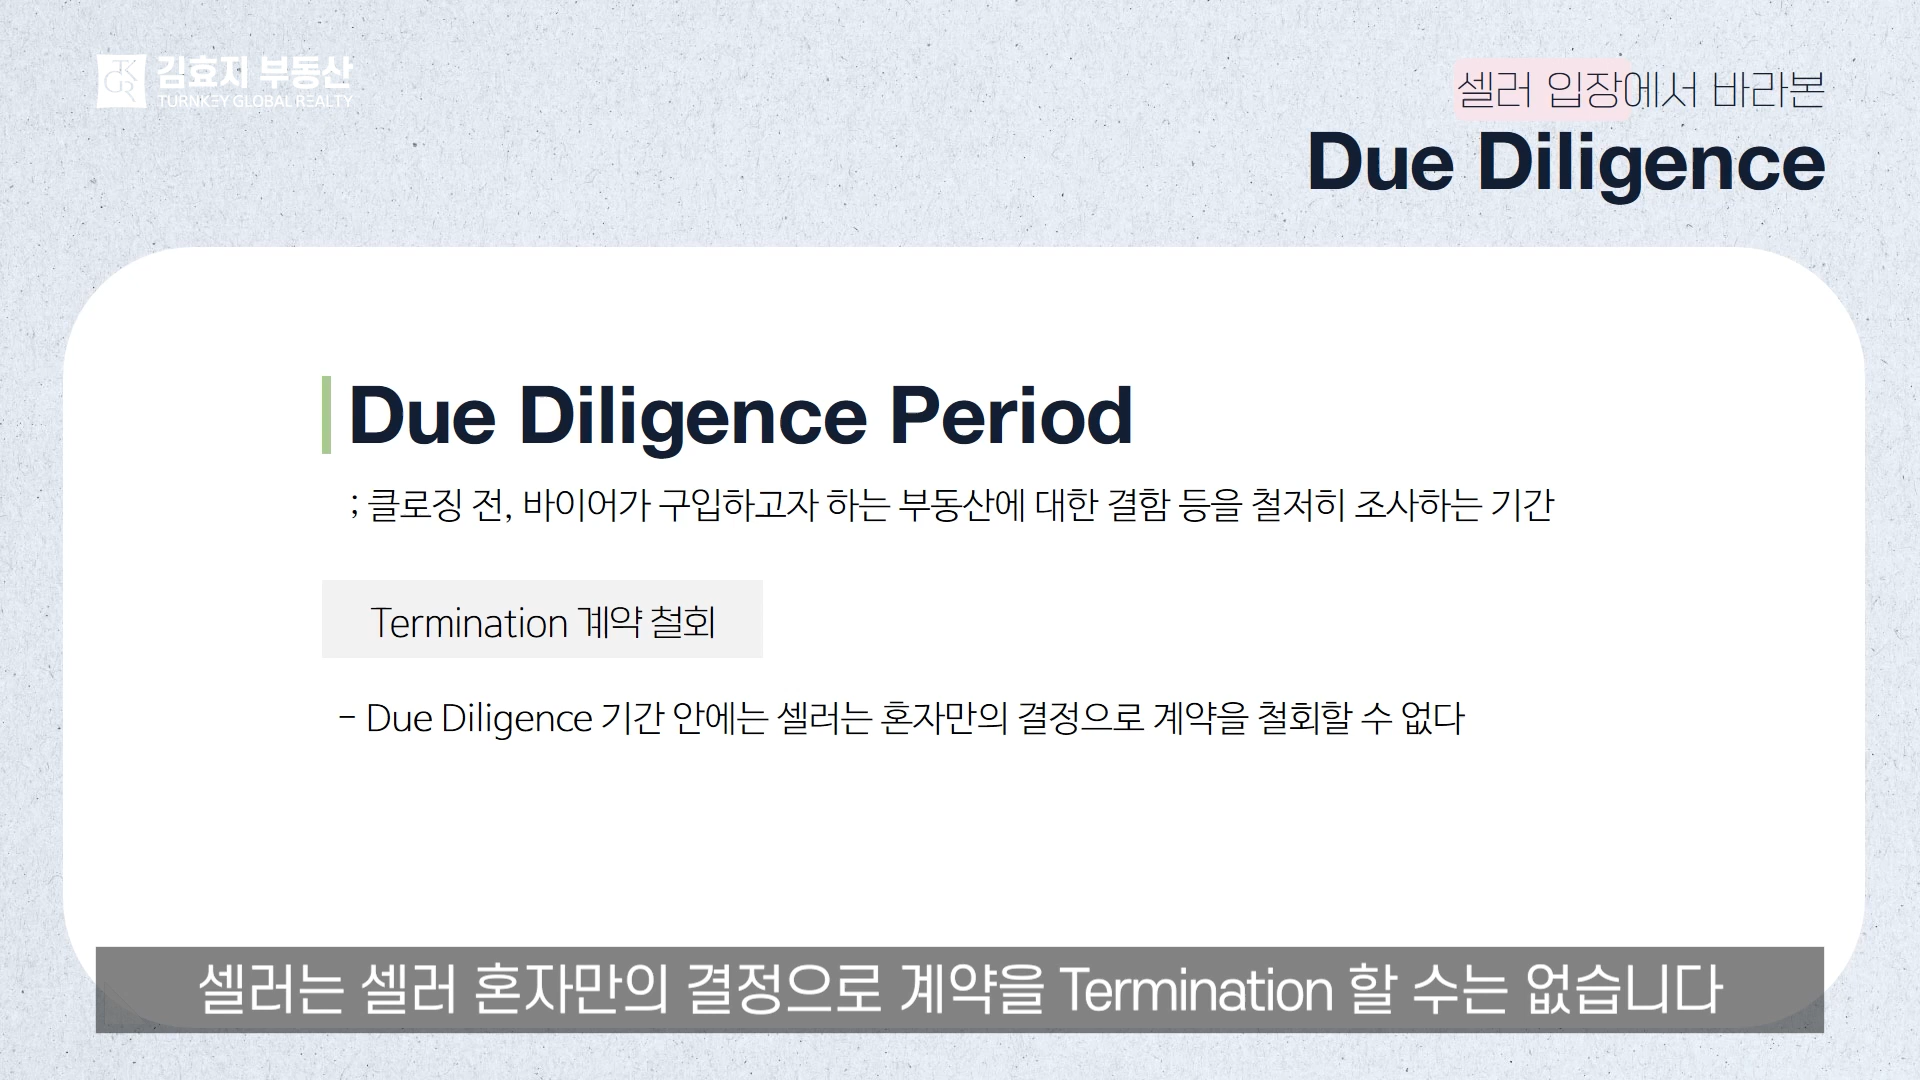 김효지 부동산
TURNKEY GLOBAL REALTY
셀러 입장에서 바라본
Due Diligence
Due Diligence Period
; 클로징 전, 바이어가 구입하고자 하는 부동산에 대한 결함 등을 철저히 조사하는 기간
Termination 계약 철회
- Due Diligence 기간 안에는 셀러는 혼자만의 결정으로 계약을 철회할 수 없다
셀러는 셀러 혼자만의 결정으로 계약을 Termination 할 수는 없습니다